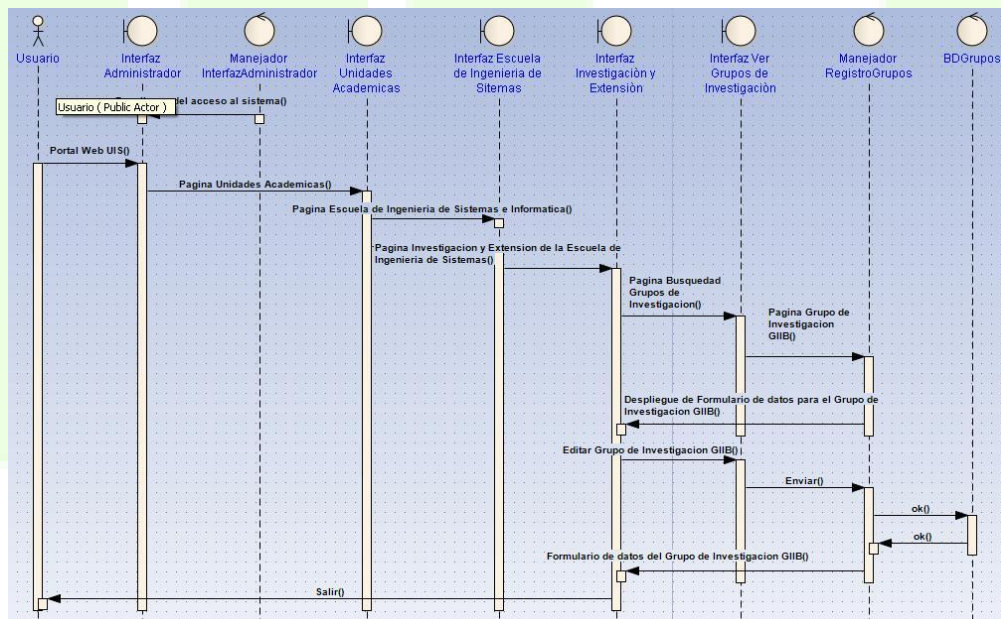 Usuario
Interfaz
Administrador
Manejador
InterfazAdministrador
Interfaz
Unidades
Academicas
Interfaz Escuela
de Ingenieria de
Sitemas
Interfaz
Investigaciòn y
Extensiòn
Interfaz Ver
Grupos de
Investigaciòn
Manejador
RegistroGrupos
BDGrupos
del acceso al sistema()
Usuario ( Public Actor )
Portal Web UIS()
Pagina Unidades Academicas()
Pagina Escuela de Ingenieria de Sistemas e Informatica()
Pagina Investigacion y Extension de la Escuela de
Ingenieria de Sistemas()
Pagina Busquedad
Grupos de
Investigacion()
Pagina Grupo de
Investigacion
GIIB()
Despliegue de Formulario de datos para el Grupo de
Investigacion GIIB()
Editar Grupo de Investigacion GIIB()
Enviar()
ok()
ok()
Formulario de datos del Grupo de Investigacion GIIB()
Salir()